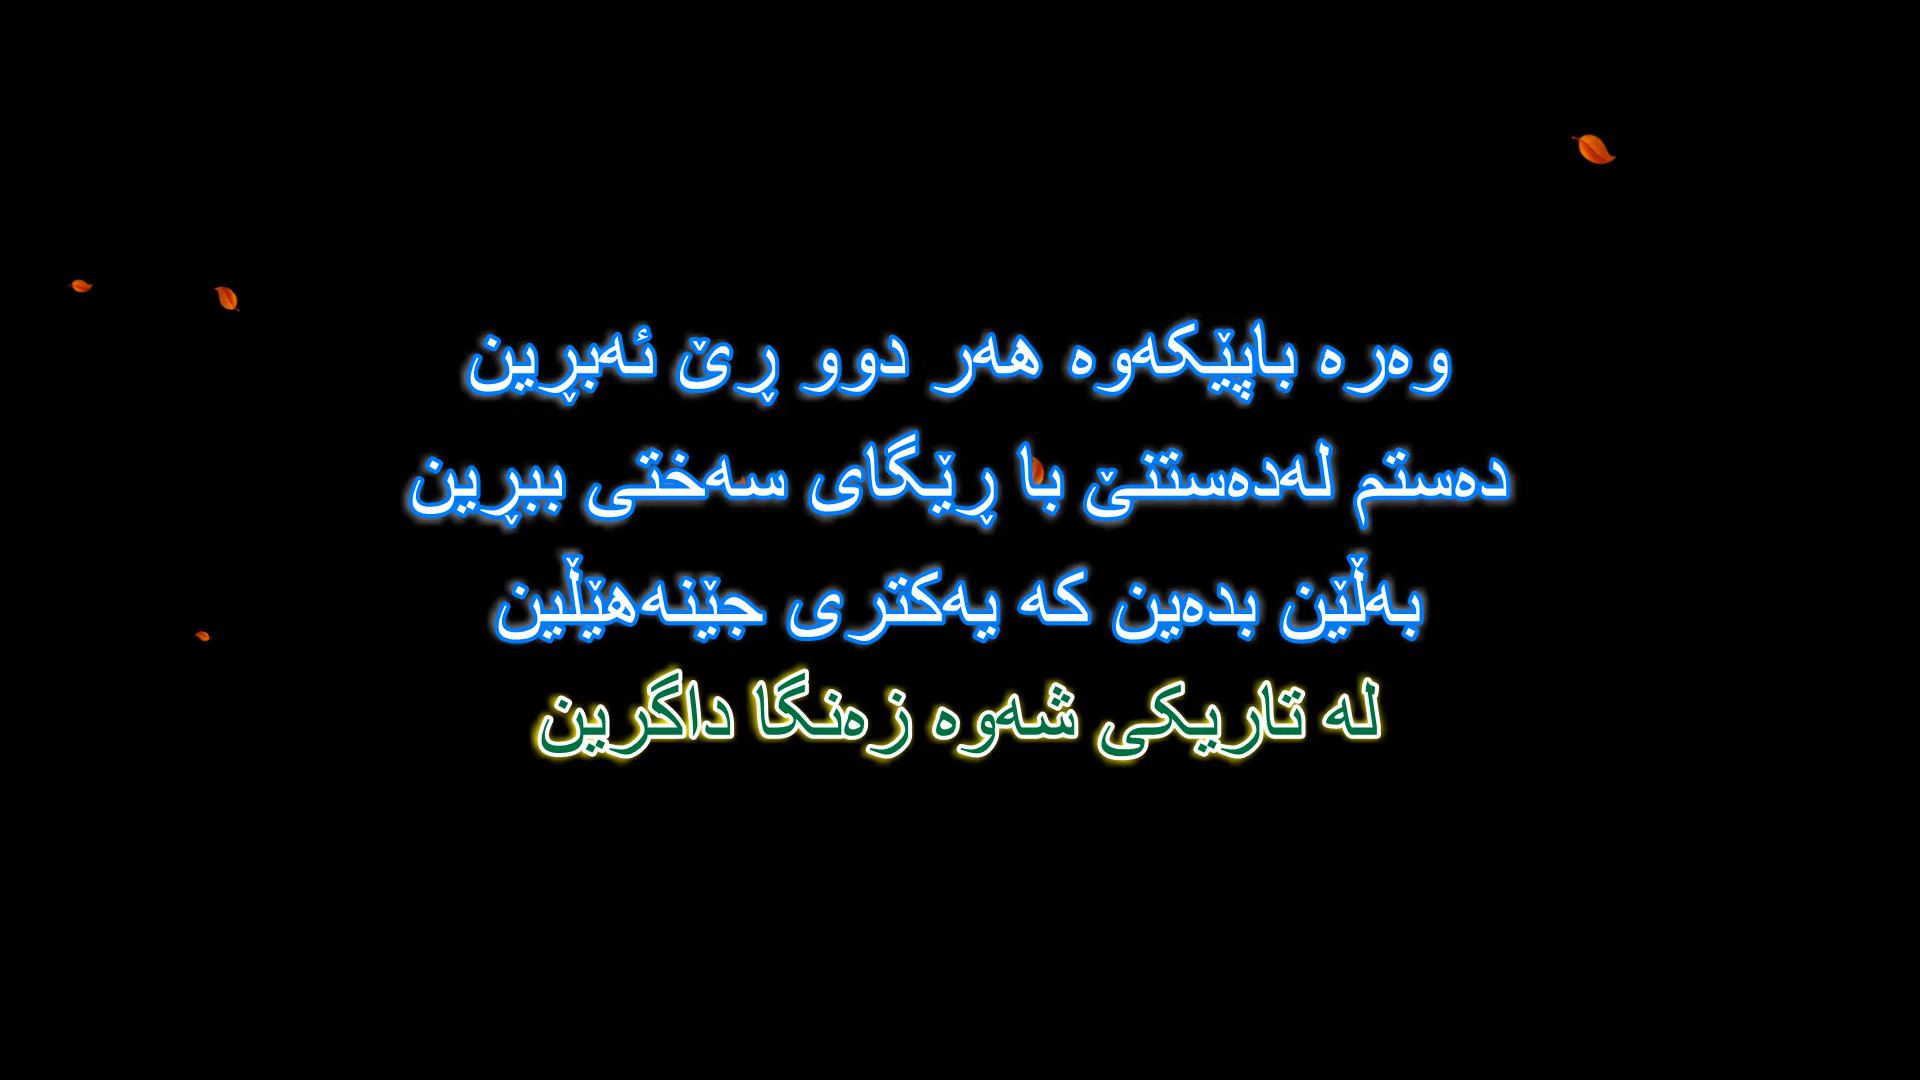 وەرە باپێکەوە هەر دوو ڕێ ئەبڕین
دەستم لەدەستنێ با ڕێگای سەختی ببڕین
بەڵێن بدەین کە یەکتری جێنەهێڵین
لە تاریکی شەوە زەنگا داگرین